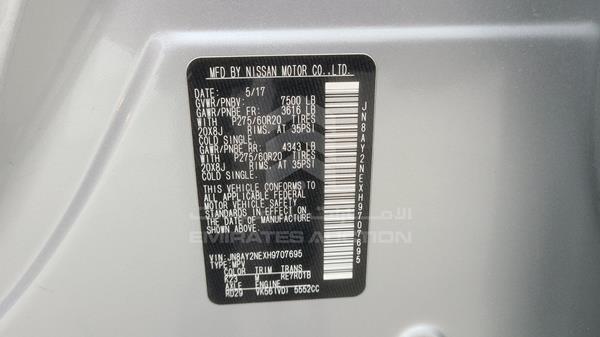 MFD BY NISSAN MOTOR CO.,LTD.
DATE: 5/17
GVWR/PNBV: 7500 LB
GAWR/PNBE FR: 3616 LB
WITH P275/60R20 TIRES
20X8J RIMS, AT 35PSI
COLD SINGLE.
GAWR/PNBE RR: 4343 LB
WITH P275/60R20 TIRES
20X8J RIMS, AT 35PSI
COLD SINGLE.
THIS VEHICLE CONFORMS TO
ALL APPLICABLE FEDERAL
MOTOR VEHICLE SAFETY
STANDARDS IN EFFECT ON
THE DATE OF MANUFACTURE
SHOWN ABOVE.
VIN: JN8AY2NEXH9707695
TYPE: MPV
COLOR TRIM TRANS
K23 W RE7R01B
AXLE ENGINE
RD29 VK56(VD) 5552CC
JN8AY2NEXH9707695
الإمارات للمزادات
EMIRATES AUCTION